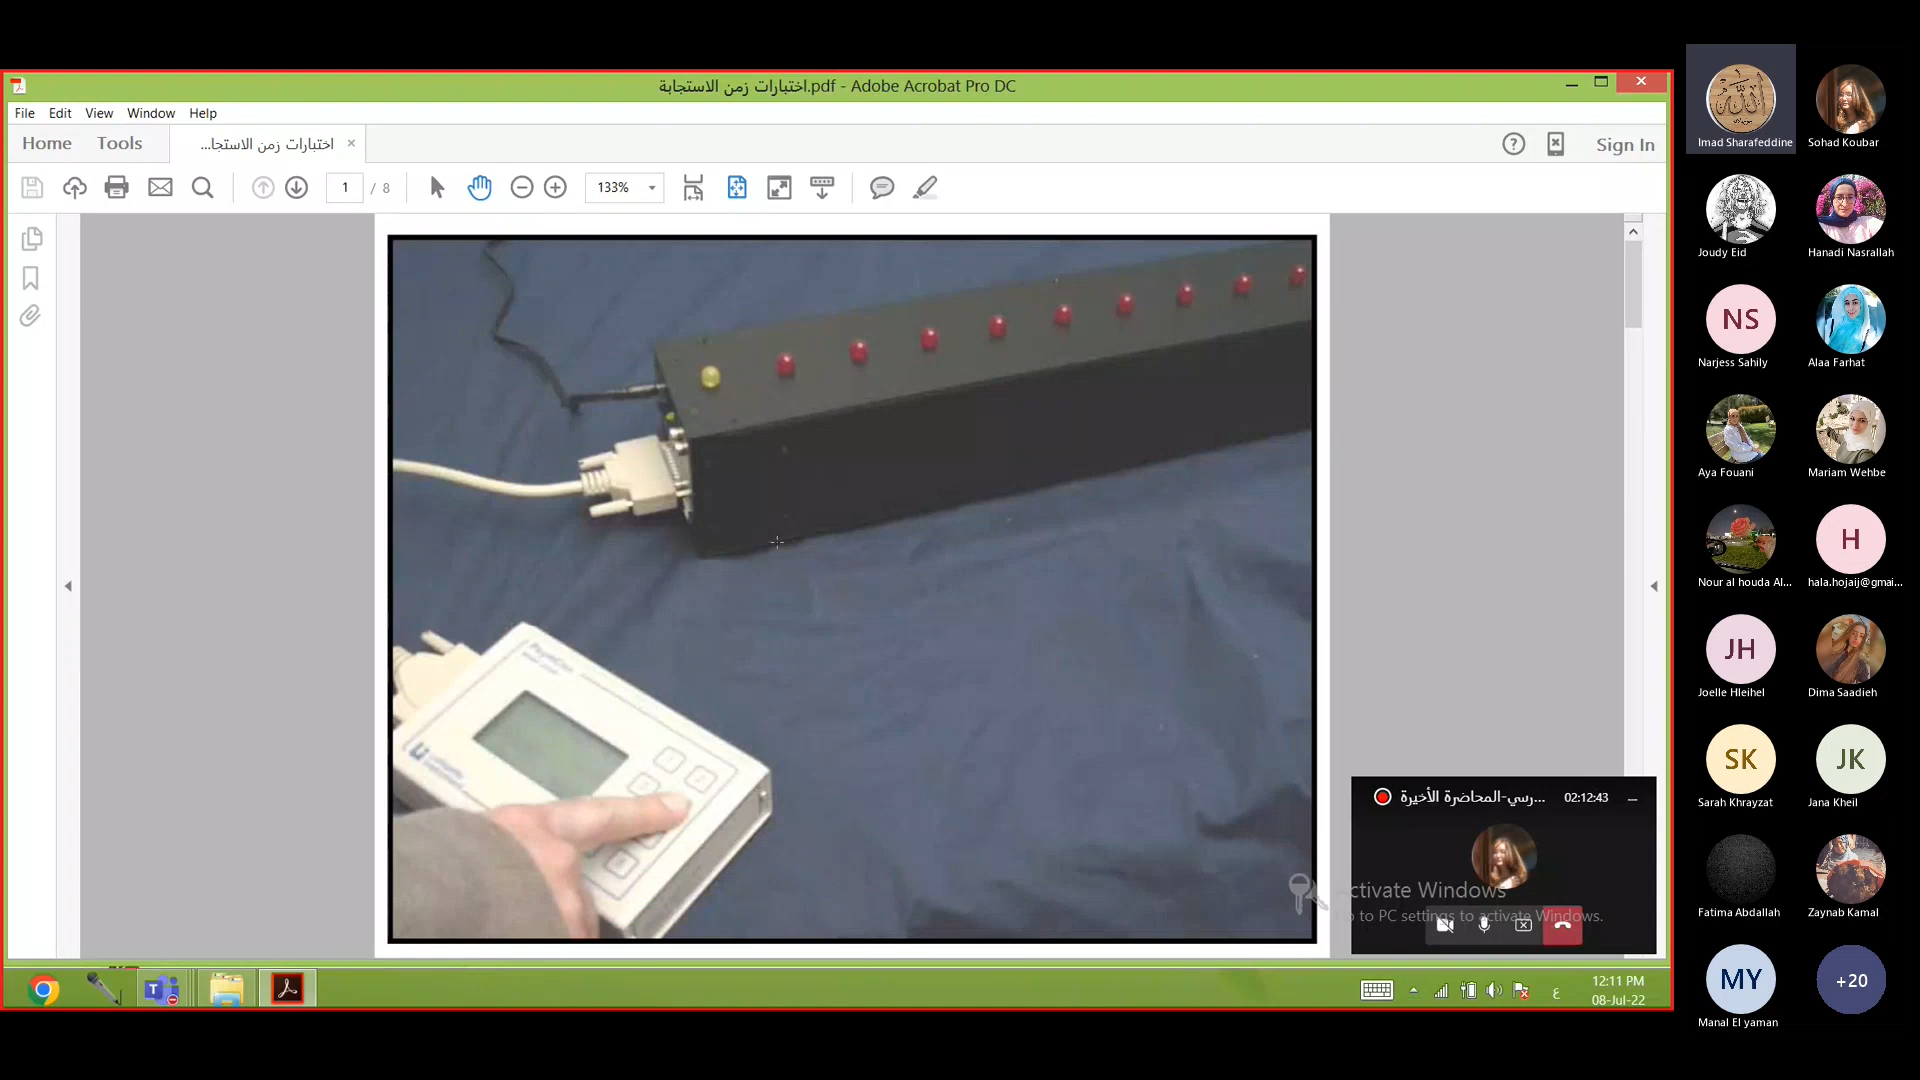 اختبارات زمن الاستجابة.pdf - Adobe Acrobat Pro DC
File Edit View Window Help
Home Tools
اختبارات زمن الاستجا...
Sign In
1 / 8
133%
رسي-المحاضرة الأخيرة...
02:12:43
Activate Windows
Go to PC settings to activate Windows.
12:11 PM
08-Jul-22
ع
Imad Sharafeddine
Sohad Koubar
Joudy Eid
Hanadi Nasrallah
NS
Narjess Sahily
Alaa Farhat
Aya Fouani
Mariam Wehbe
Nour al houda Al...
H
hala.hojaij@gmai...
JH
Joelle Hleihel
Dima Saadieh
SK
Sarah Khrayzat
JK
Jana Kheil
Fatima Abdallah
Zaynab Kamal
MY
Manal El yaman
+20